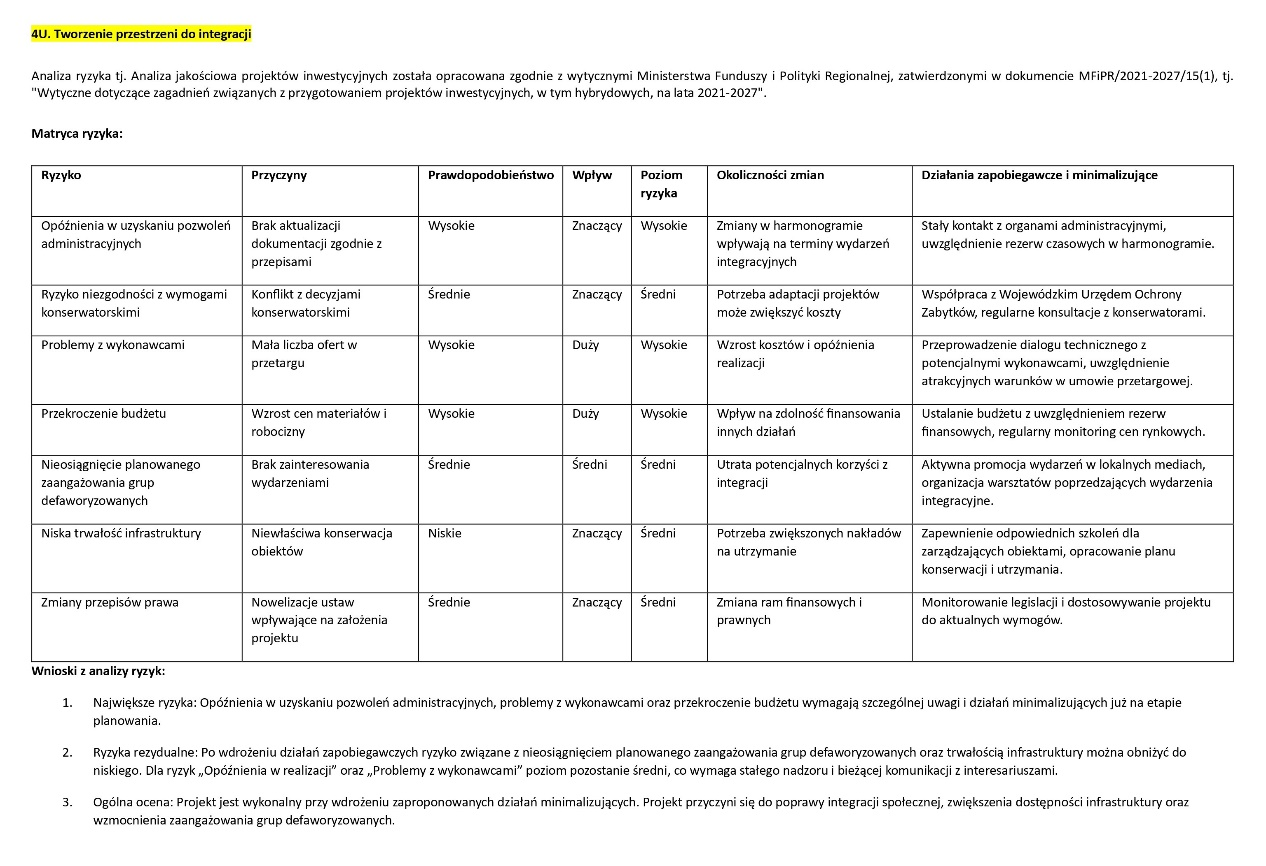 4U. Tworzenie przestrzeni do integracji
Analiza ryzyka tj. Analiza jakościowa projektów inwestycyjnych została opracowana zgodnie z wytycznymi Ministerstwa Funduszy i Polityki Regionalnej, zatwierdzonymi w dokumencie MFiPR/2021-2027/15(1), tj.
"Wytyczne dotyczące zagadnień związanych z przygotowaniem projektów inwestycyjnych, w tym hybrydowych, na lata 2021-2027".
Matryca ryzyka:
Ryzyko Przyczyny Prawdopodobieństwo Wpływ Poziom Okoliczności zmian Działania zapobiegawcze i minimalizujące
ryzyka
Opóźnienia w uzyskaniu pozwoleń Brak aktualizacji Wysokie Znaczący Wysokie Zmiany w harmonogramie Stały kontakt z organami administracyjnymi,
administracyjnych dokumentacji zgodnie z wpływają na terminy wydarzeń uwzględnienie rezerw czasowych w harmonogramie.
przepisami integracyjnych
Ryzyko niezgodności z wymogami Konflikt z decyzjami Średnie Znaczący Średni Potrzeba adaptacji projektów Współpraca z Wojewódzkim Urzędem Ochrony
konserwatorskimi konserwatorskimi może zwiększyć koszty Zabytków, regularne konsultacje z konserwatorami.
Problemy z wykonawcami Mała liczba ofert w Wysokie Duży Wysokie Wzrost kosztów i opóźnienia Przeprowadzenie dialogu technicznego z
przetargu realizacji potencjalnymi wykonawcami, uwzględnienie
atrakcyjnych warunków w umowie przetargowej.
Przekroczenie budżetu Wzrost cen materiałów i Wysokie Duży Wysokie Wpływ na zdolność finansowania Ustalanie budżetu z uwzględnieniem rezerw
robocizny innych działań finansowych, regularny monitoring cen rynkowych.
Nieosiągnięcie planowanego Brak zainteresowania Średnie Średni Średni Utrata potencjalnych korzyści z Aktywna promocja wydarzeń w lokalnych mediach,
zaangażowania grup wydarzeniami integracji organizacja warsztatów poprzedzających wydarzenia
defaworyzowanych integracyjne.
Niska trwałość infrastruktury Niewłaściwa konserwacja Niskie Znaczący Średni Potrzeba zwiększonych nakładów Zapewnienie odpowiednich szkoleń dla
obiektów na utrzymanie zarządzających obiektami, opracowanie planu
konserwacji i utrzymania.
Zmiany przepisów prawa Nowelizacje ustaw Średnie Znaczący Średni Zmiana ram finansowych i Monitorowanie legislacji i dostosowywanie projektu
wpływające na założenia prawnych do aktualnych wymogów.
projektu
Wnioski z analizy ryzyk:
1. Największe ryzyka: Opóźnienia w uzyskaniu pozwoleń administracyjnych, problemy z wykonawcami oraz przekroczenie budżetu wymagają szczególnej uwagi i działań minimalizujących już na etapie
planowania.
2. Ryzyka rezydualne: Po wdrożeniu działań zapobiegawczych ryzyko związane z nieosiągnięciem planowanego zaangażowania grup defaworyzowanych oraz trwałością infrastruktury można obniżyć do
niskiego. Dla ryzyk „Opóźnienia w realizacji” oraz „Problemy z wykonawcami” poziom pozostanie średni, co wymaga stałego nadzoru i bieżącej komunikacji z interesariuszami.
3. Ogólna ocena: Projekt jest wykonalny przy wdrożeniu zaproponowanych działań minimalizujących. Projekt przyczyni się do poprawy integracji społecznej, zwiększenia dostępności infrastruktury oraz
wzmocnienia zaangażowania grup defaworyzowanych.